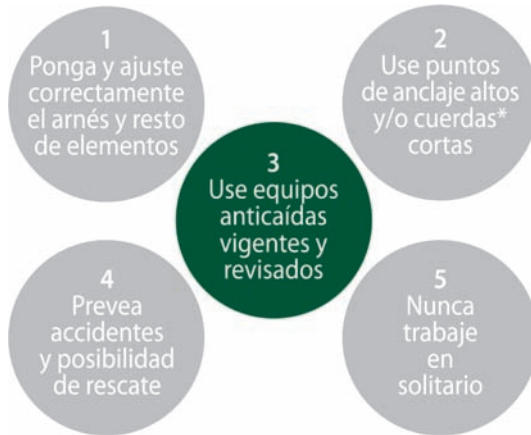 1
Ponga y ajuste
correctamente
el arnés y resto
de elementos
2
Use puntos
de anclaje altos
y/o cuerdas*
cortas
3
Use equipos
anticaídas
vigentes y
revisados
4
Prevea
accidentes
y posibilidad
de rescate
5
Nunca
trabaje
en
solitario